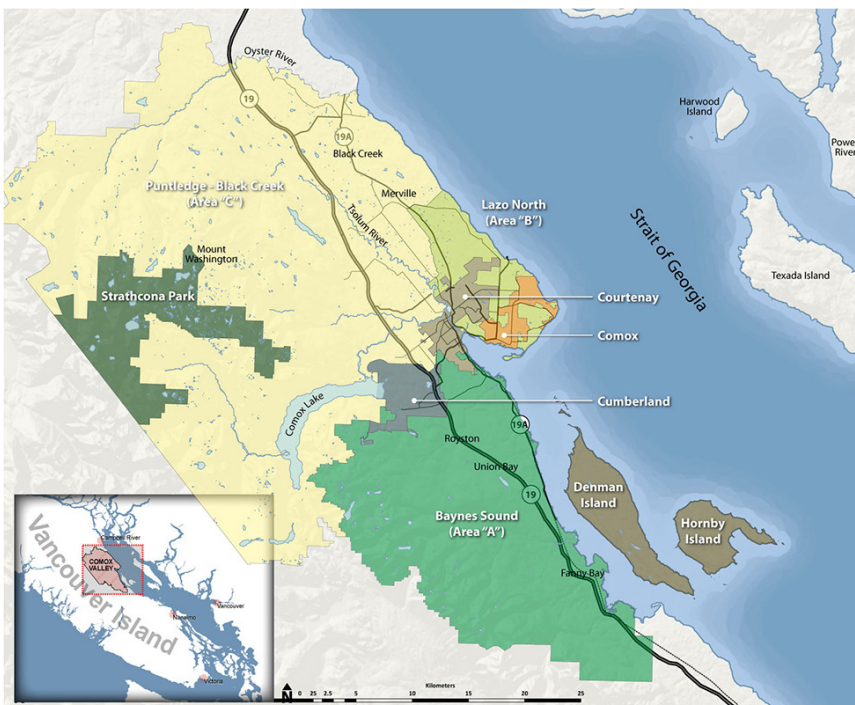 Oyster River
19
Harwood
Island
19A
Black Creek
Powe
River
Puntledge - Black Creek
(Area "C")
Merville
Lazo North
(Area "B")
Tsolum River
Strait of Georgia
Mount
Washington
Texada Island
Strathcona Park
Courtenay
Comox
Comox Lake
Cumberland
19A
Royston
Union Bay
Denman
Island
19
Baynes Sound
(Area "A")
Hornby
Island
Fanny Bay
Campbell River
COMOX
VALLEY
Vancouver Island
Vancouver
Nanaimo
Victoria
N
Kilometers
0 25 2.5 5 10 15 20 25